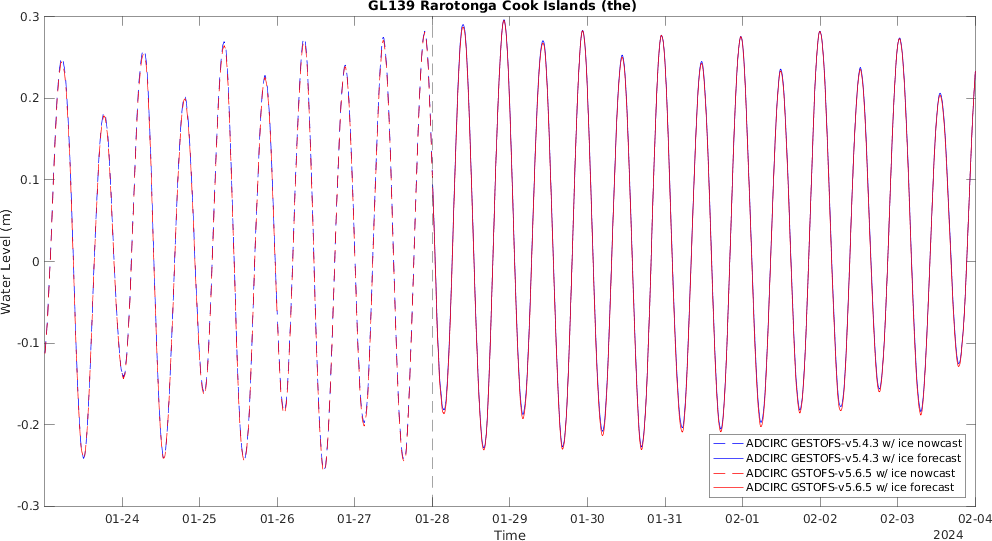 GL139 Rarotonga Cook Islands (the)
0.3
0.2
0.1
0
-0.1
-0.2
-0.3
Water Level (m)
ADCIRC GESTOFS-v5.4.3 w/ ice nowcast
ADCIRC GESTOFS-v5.4.3 w/ ice forecast
ADCIRC GSTOFS-v5.6.5 w/ ice nowcast
ADCIRC GSTOFS-v5.6.5 w/ ice forecast
01-24 01-25 01-26 01-27 01-28 01-29 01-30 01-31 02-01 02-02 02-03 02-04
Time
2024